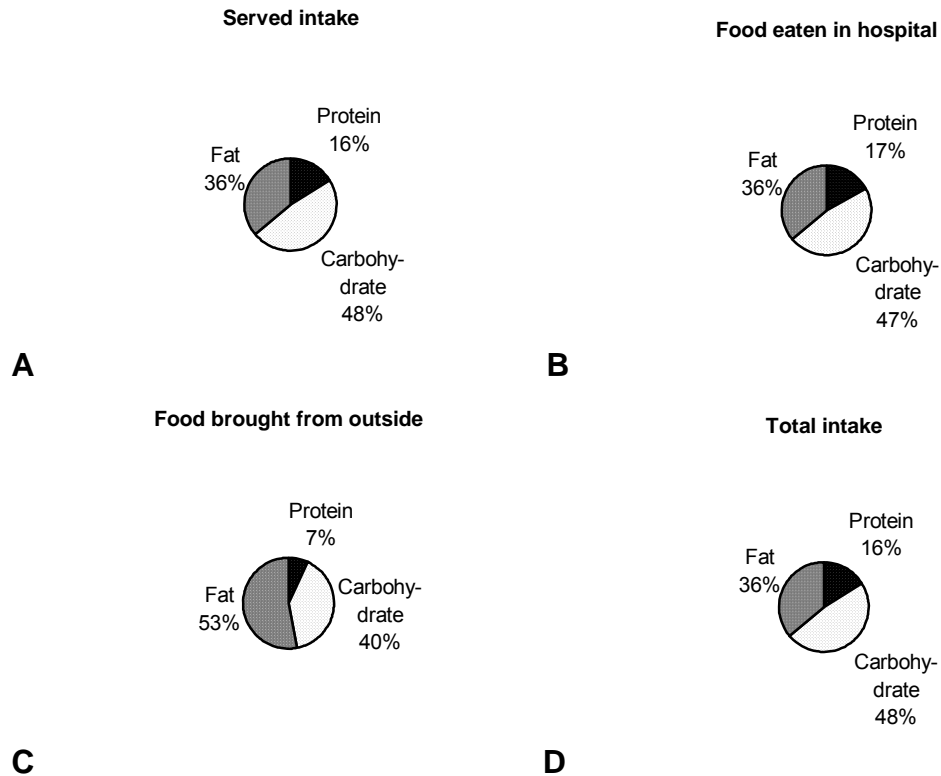 Served intake
Protein
16%
Fat
36%
Carbohy-
drate
48%
A
Food eaten in hospital
Protein
17%
Fat
36%
Carbohy-
drate
47%
B
Food brought from outside
Protein
7%
Fat
53%
Carbohy-
drate
40%
C
Total intake
Protein
16%
Fat
36%
Carbohy-
drate
48%
D